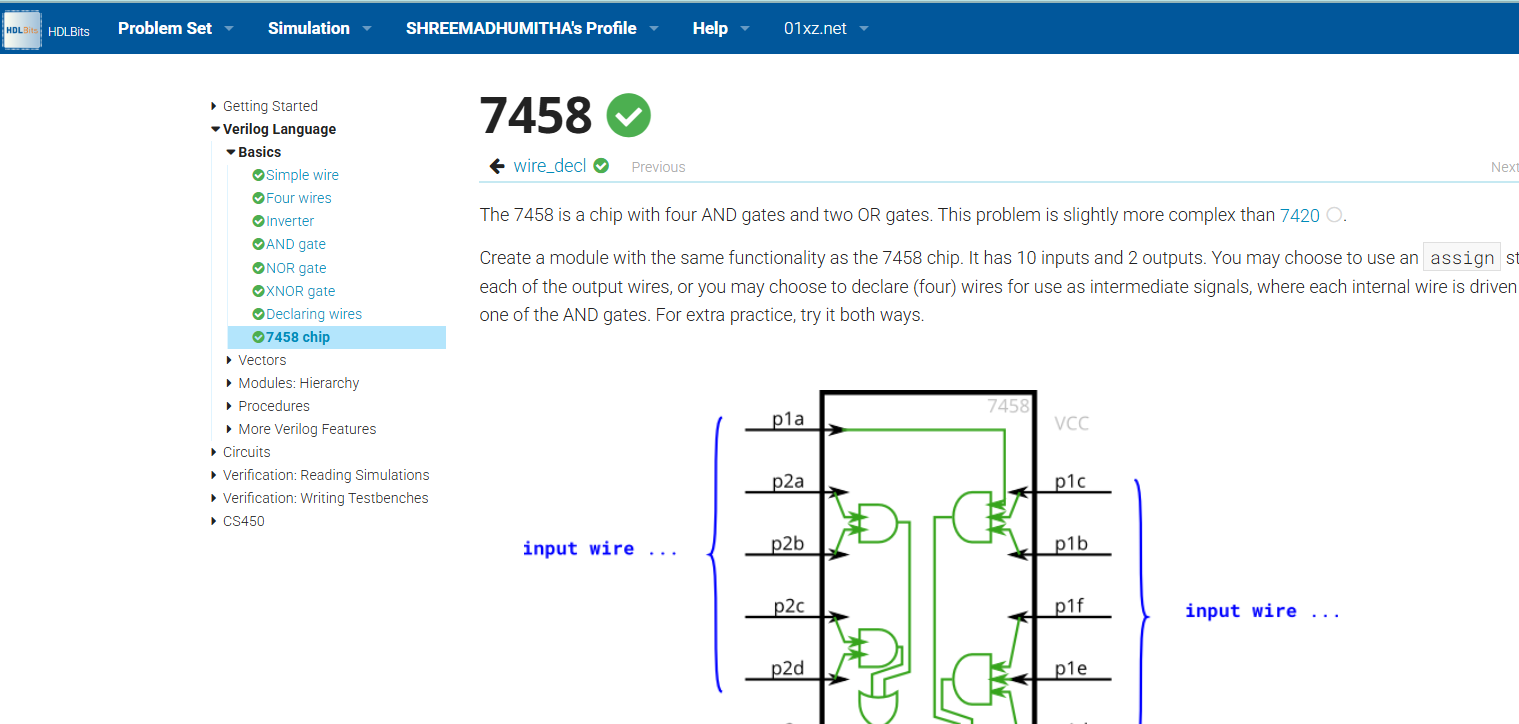 HDLBits HDLBits Problem Set Simulation SHREEMADHUMITHA's Profile Help 01xz.net
Getting Started
Verilog Language
Basics
Simple wire
Four wires
Inverter
AND gate
NOR gate
XNOR gate
Declaring wires
7458 chip
Vectors
Modules: Hierarchy
Procedures
More Verilog Features
Circuits
Verification: Reading Simulations
Verification: Writing Testbenches
CS450
7458
wire_decl Previous Next
The 7458 is a chip with four AND gates and two OR gates. This problem is slightly more complex than 7420 .
Create a module with the same functionality as the 7458 chip. It has 10 inputs and 2 outputs. You may choose to use an assign st
each of the output wires, or you may choose to declare (four) wires for use as intermediate signals, where each internal wire is driven
one of the AND gates. For extra practice, try it both ways.
7458
p1a VCC
p2a p1c
p2b p1b
input wire ...
p2c p1f
input wire ...
p2d p1e